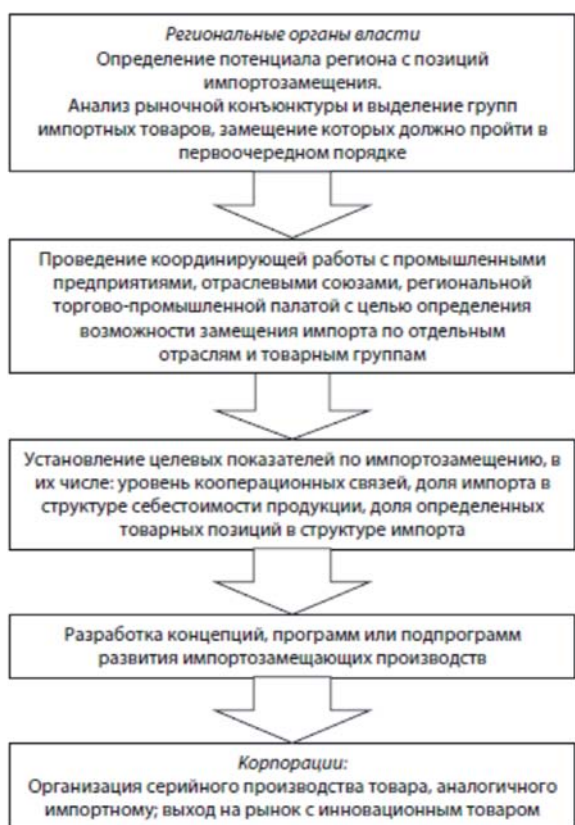 Региональные органы власти
Определение потенциала региона с позиций
импортозамещения.
Анализ рыночной конъюнктуры и выделение групп
импортных товаров, замещение которых должно пройти в
первоочередном порядке
Проведение координирующей работы с промышленными
предприятиями, отраслевыми союзами, региональной
торгово-промышленной палатой с целью определения
возможности замещения импорта по отдельным
отраслям и товарным группам
Установление целевых показателей по импортозамещению, в
их числе: уровень кооперационных связей, доля импорта в
структуре себестоимости продукции, доля определенных
товарных позиций в структуре импорта
Разработка концепций, программ или подпрограмм
развития импортозамещающих производств
Корпорации:
Организация серийного производства товара, аналогичного
импортному; выход на рынок с инновационным товаром